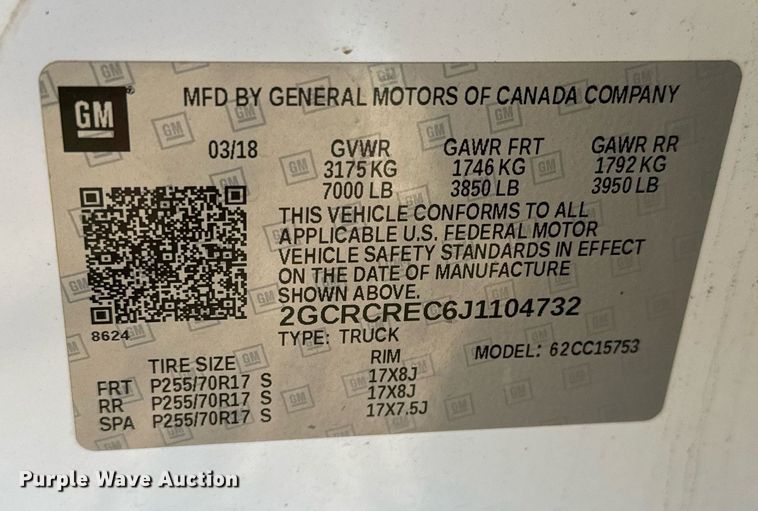 GM
MFD BY GENERAL MOTORS OF CANADA COMPANY
03/18 GVWR GAWR FRT GAWR RR
3175 KG 1746 KG 1792 KG
7000 LB 3850 LB 3950 LB
THIS VEHICLE CONFORMS TO ALL
APPLICABLE U.S. FEDERAL MOTOR
VEHICLE SAFETY STANDARDS IN EFFECT
ON THE DATE OF MANUFACTURE
SHOWN ABOVE.
2GCRCREC6J1104732
8624
TYPE: TRUCK MODEL: 62CC15753
TIRE SIZE RIM
FRT P255/70R17 S 17X8J
RR P255/70R17 S 17X8J
SPA P255/70R17 S 17X7.5J
Purple Wave Auction